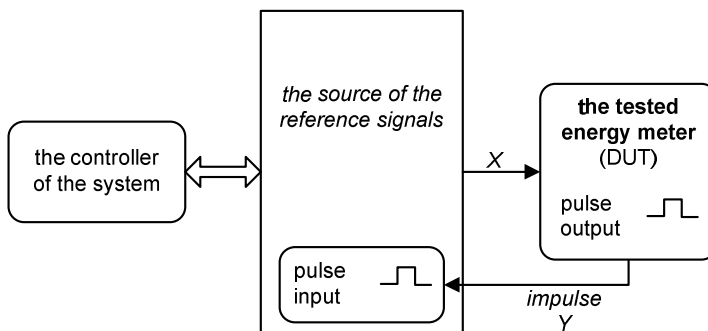 the controller
of the system
the source of the
reference signals
pulse
input
X
the tested
energy meter
(DUT)
pulse
output
impulse
Y